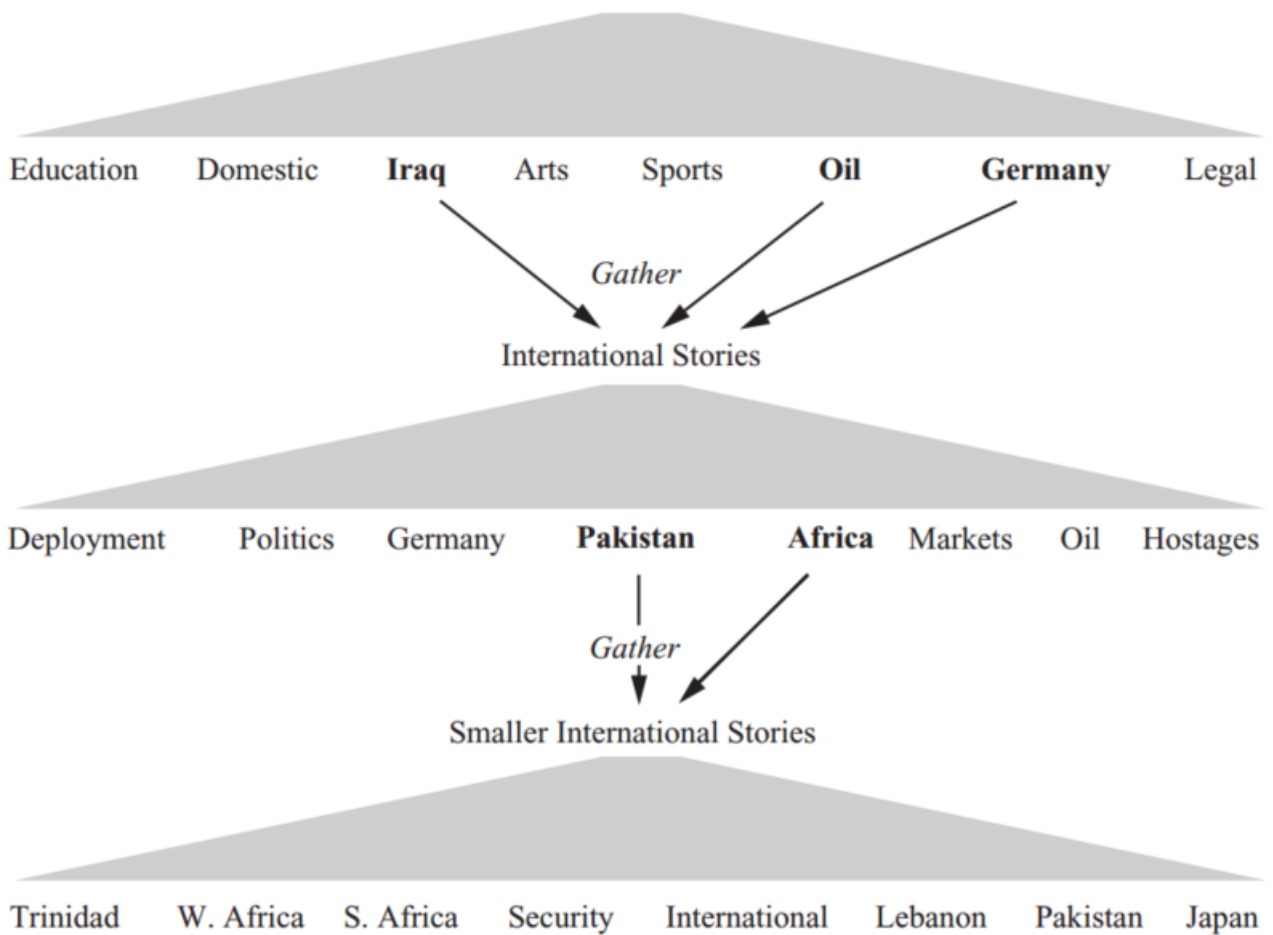 Education Domestic Iraq Arts Sports Oil Germany Legal
Gather
International Stories
Deployment Politics Germany Pakistan Africa Markets Oil Hostages
Gather
Smaller International Stories
Trinidad W. Africa S. Africa Security International Lebanon Pakistan Japan